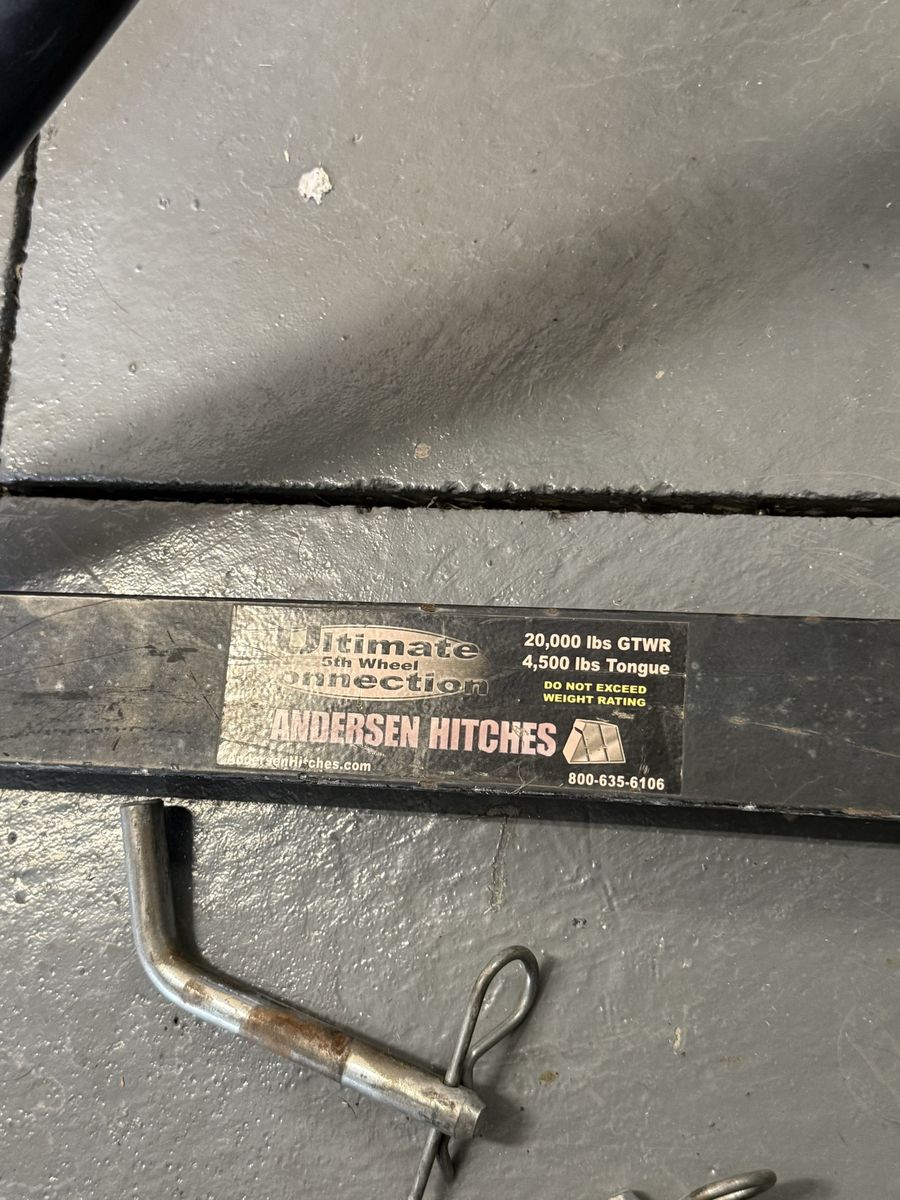 Ultimate
5th Wheel
onnection
20,000 lbs GTWR
4,500 lbs Tongue
DO NOT EXCEED
WEIGHT RATING
ANDERSEN HITCHES
AndersenHitches.com
800-635-6106